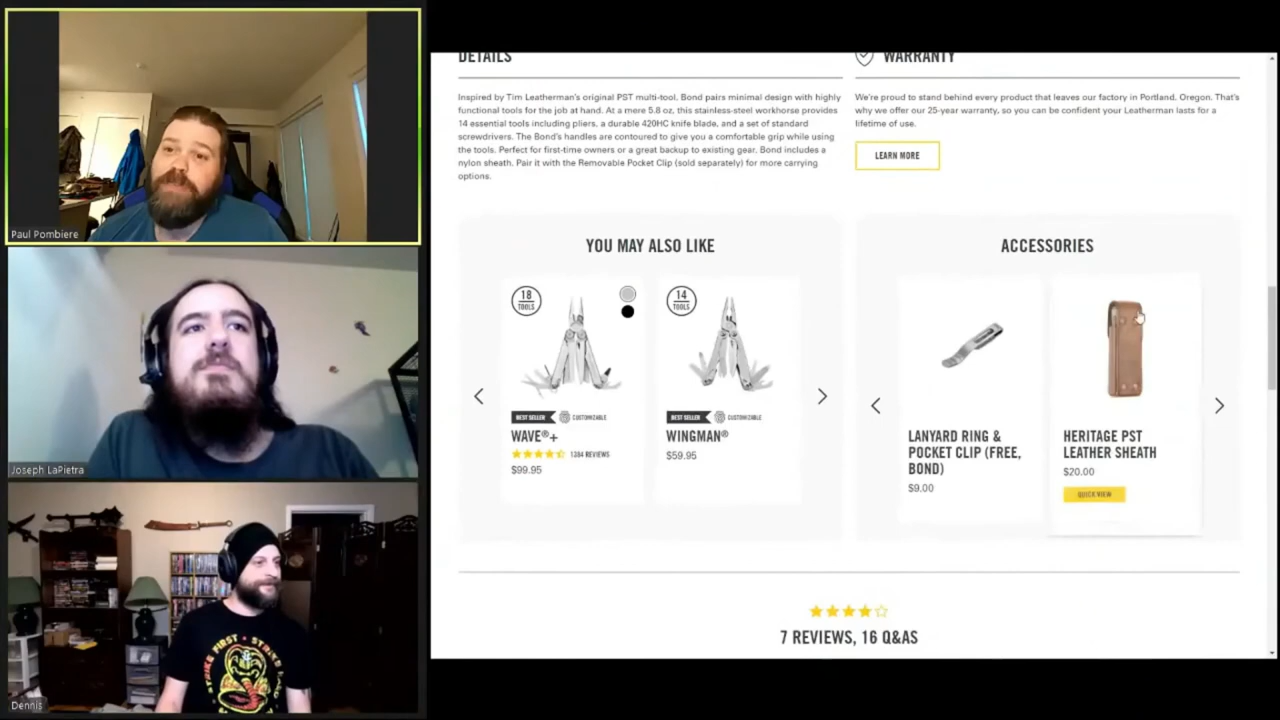 Paul Pombiere
Joseph LaPietra
STRIKE FIRST
Dennis
DETAILS
Inspired by Tim Leatherman's original PST multi-tool, Bond pairs minimal design with highly
functional tools for the job at hand. At a mere 5.8 oz, this stainless-steel workhorse provides
14 essential tools including pliers, a durable 420HC knife blade, and a set of standard
screwdrivers. The Bond's handles are contoured to give you a comfortable grip while using
the tools. Perfect for first-time owners or a great backup to existing gear. Bond includes a
nylon sheath. Pair it with the Removable Pocket Clip (sold separately) for more carrying
options.
WARRANTY
We're proud to stand behind every product that leaves our factory in Portland, Oregon. That's
why we offer our 25-year warranty, so you can be confident your Leatherman lasts for a
lifetime of use.
LEARN MORE
YOU MAY ALSO LIKE
18
TOOLS
BEST SELLER CUSTOMIZABLE
WAVE®+
1384 REVIEWS
$99.95
14
TOOLS
BEST SELLER CUSTOMIZABLE
WINGMAN®
$59.95
ACCESSORIES
LANYARD RING &
POCKET CLIP (FREE,
BOND)
$9.00
HERITAGE PST
LEATHER SHEATH
$20.00
QUICK VIEW
7 REVIEWS, 16 Q&AS